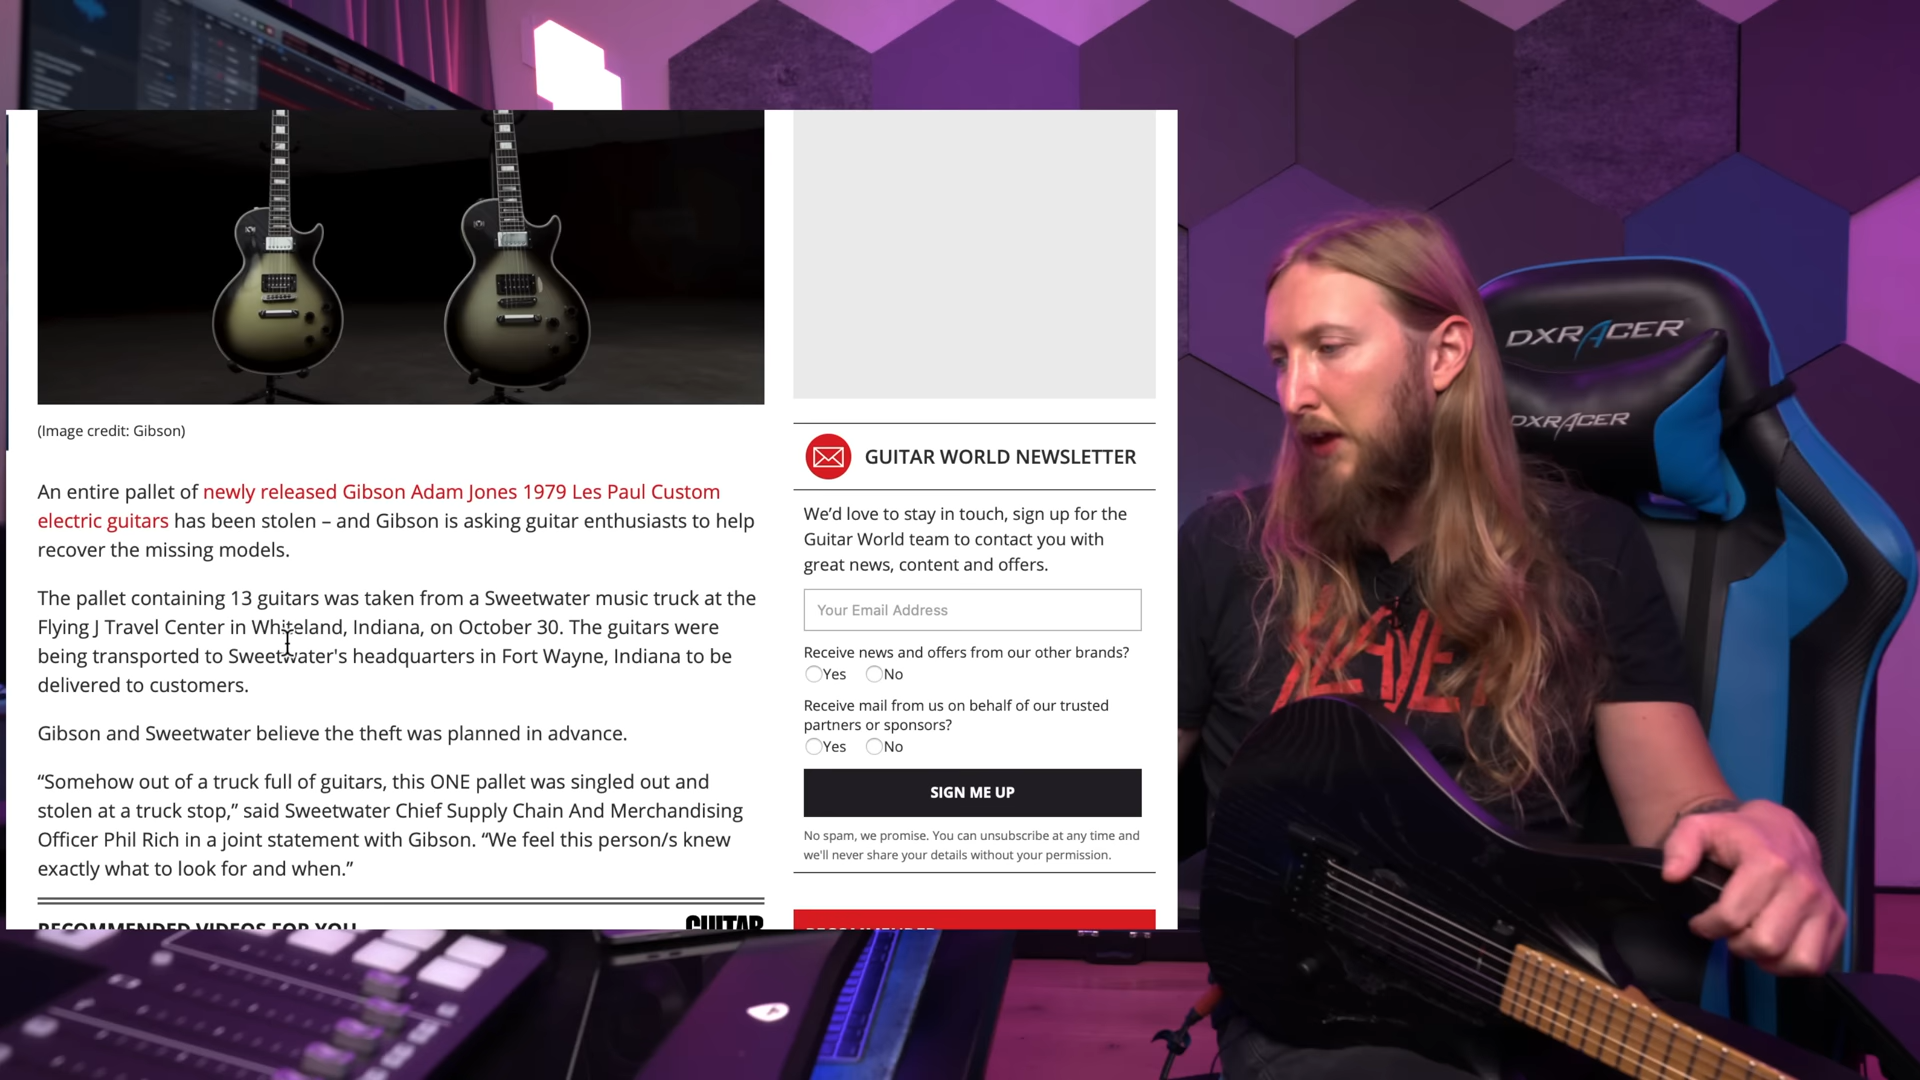 (Image credit: Gibson)
An entire pallet of newly released Gibson Adam Jones 1979 Les Paul Custom
electric guitars has been stolen – and Gibson is asking guitar enthusiasts to help
recover the missing models.
The pallet containing 13 guitars was taken from a Sweetwater music truck at the
Flying J Travel Center in Whiteland, Indiana, on October 30. The guitars were
being transported to Sweetwater's headquarters in Fort Wayne, Indiana to be
delivered to customers.
Gibson and Sweetwater believe the theft was planned in advance.
“Somehow out of a truck full of guitars, this ONE pallet was singled out and
stolen at a truck stop,” said Sweetwater Chief Supply Chain And Merchandising
Officer Phil Rich in a joint statement with Gibson. “We feel this person/s knew
exactly what to look for and when.”
RECOMMENDED VIDEOS FOR YOU
GUITAR
GUITAR WORLD NEWSLETTER
We’d love to stay in touch, sign up for the
Guitar World team to contact you with
great news, content and offers.
Your Email Address
Receive news and offers from our other brands?
Yes No
Receive mail from us on behalf of our trusted
partners or sponsors?
Yes No
SIGN ME UP
No spam, we promise. You can unsubscribe at any time and
we'll never share your details without your permission.
RECOMMENDED
DXRACER
DXRACER
SLAYER